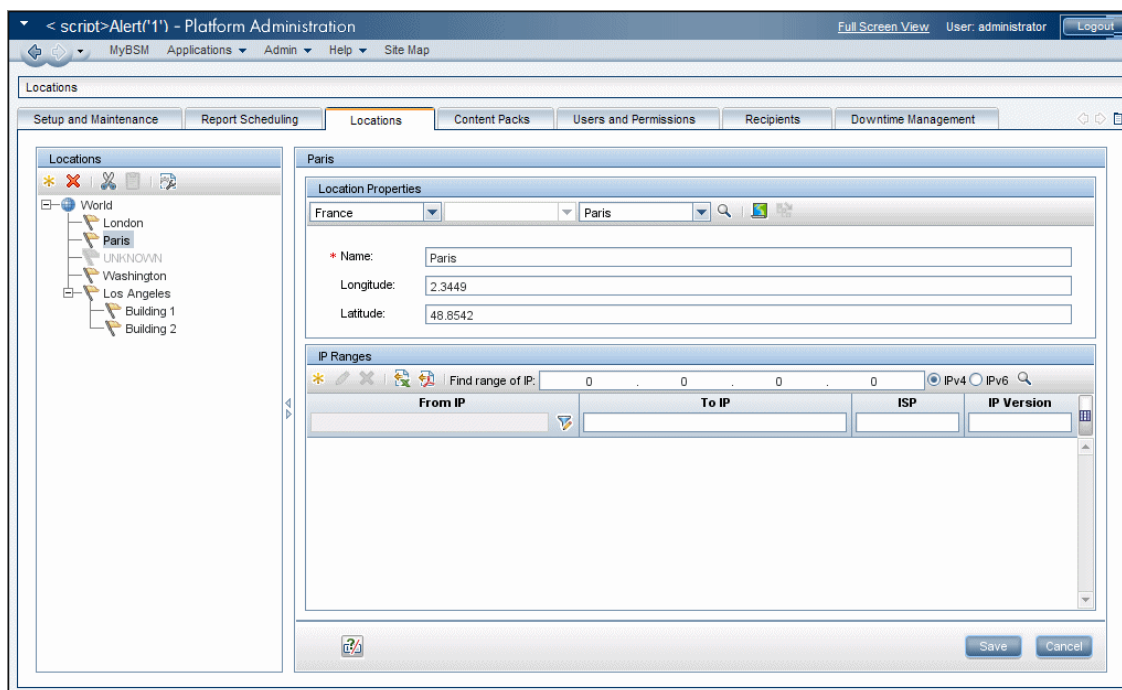 < script>Alert('1') - Platform Administration Full Screen View User: administrator Logout
MyBSM Applications Admin Help Site Map
Locations
Setup and Maintenance Report Scheduling Locations Content Packs Users and Permissions Recipients Downtime Management
Locations
World
London
Paris
UNKNOWN
Washington
Los Angeles
Building 1
Building 2
Paris
Location Properties
France Paris
* Name: Paris
Longitude: 2.3449
Latitude: 48.8542
IP Ranges
Find range of IP: 0 . 0 . 0 . 0 IPv4 IPv6
From IP To IP ISP IP Version
Save Cancel